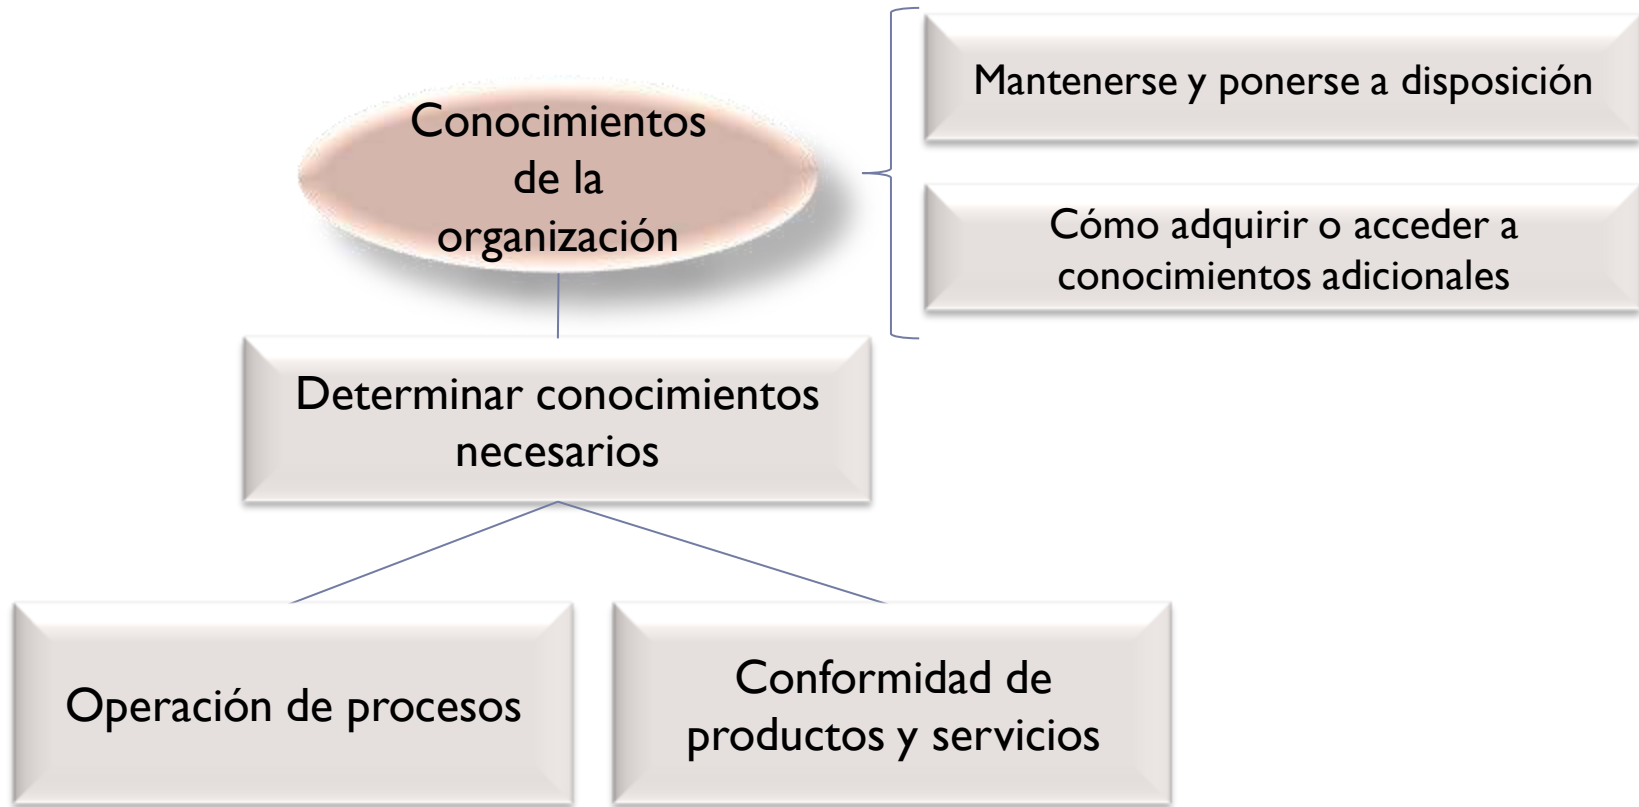 Conocimientos
de la
organización
Mantenerse y ponerse a disposición
Cómo adquirir o acceder a
conocimientos adicionales
Determinar conocimientos
necesarios
Operación de procesos
Conformidad de
productos y servicios